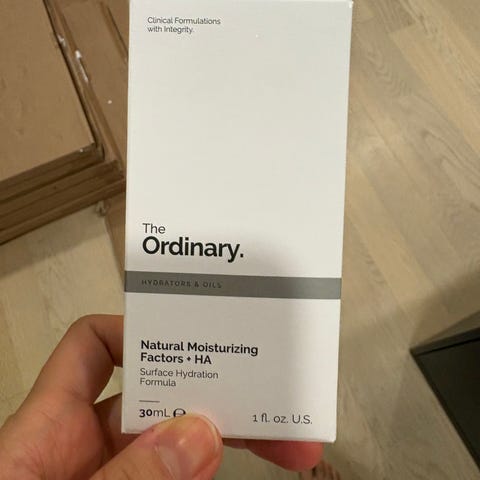 Clinical Formulations
with Integrity.
The
Ordinary.
HYDRATORS & OILS
Natural Moisturizing
Factors + HA
Surface Hydration
Formula
30mL ℮ 1 fl. oz. U.S.